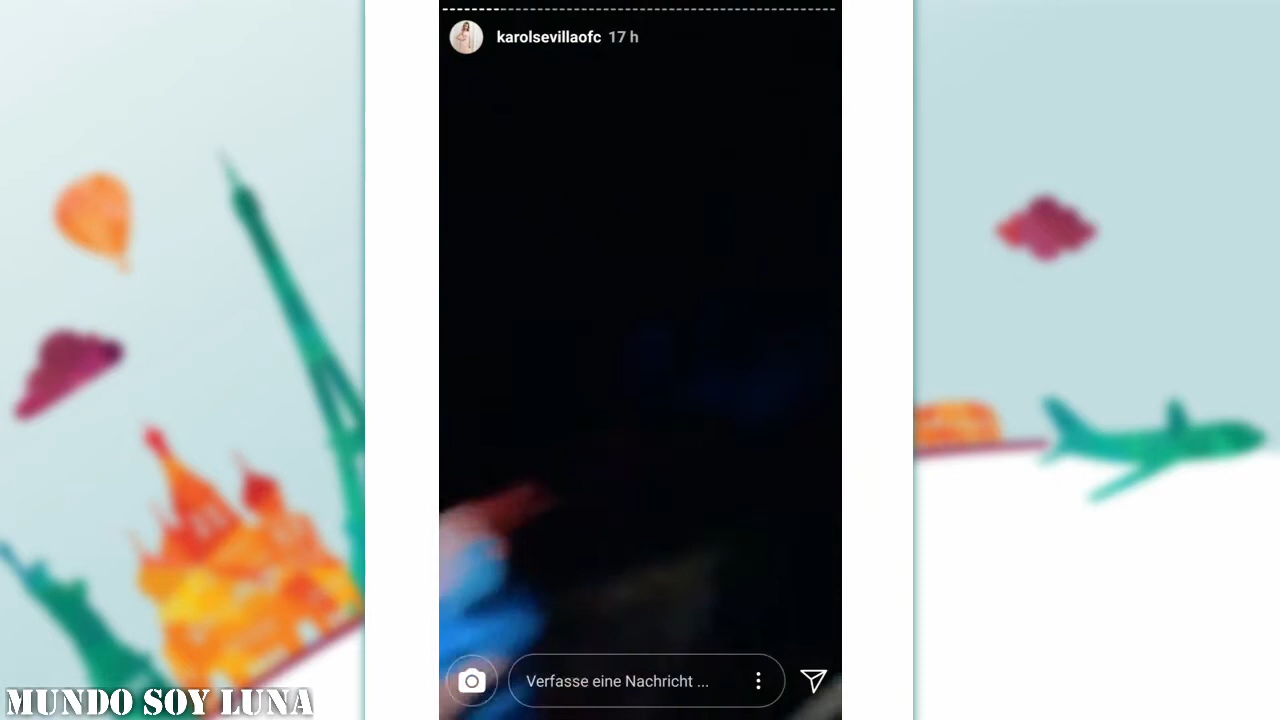 karolsevillaofc 17 h
Verfasse eine Nachricht ...
MUNDO SOY LUNA